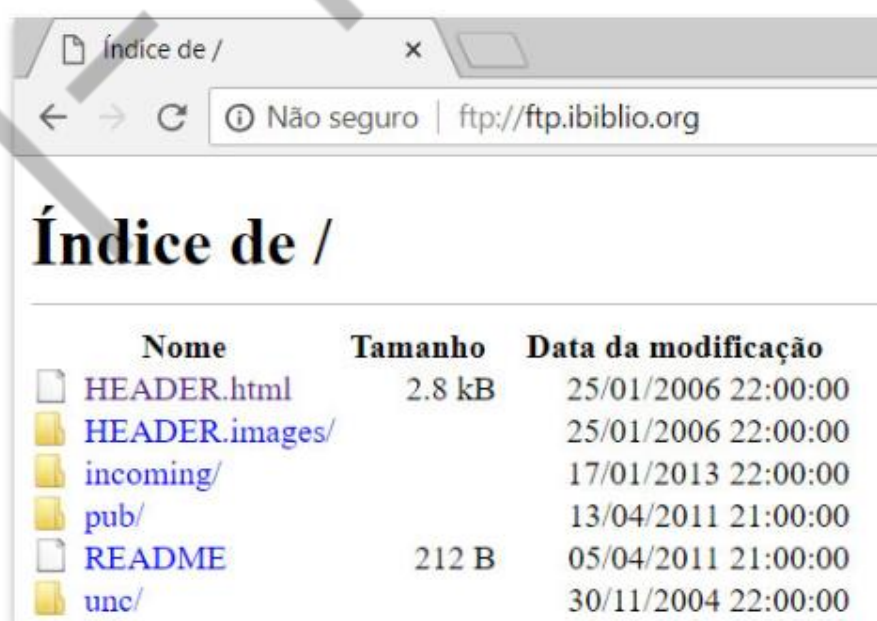 Índice de /
Não seguro | ftp://ftp.ibiblio.org
Índice de /
Nome Tamanho Data da modificação
HEADER.html 2.8 kB 25/01/2006 22:00:00
HEADER.images/ 25/01/2006 22:00:00
incoming/ 17/01/2013 22:00:00
pub/ 13/04/2011 21:00:00
README 212 B 05/04/2011 21:00:00
unc/ 30/11/2004 22:00:00